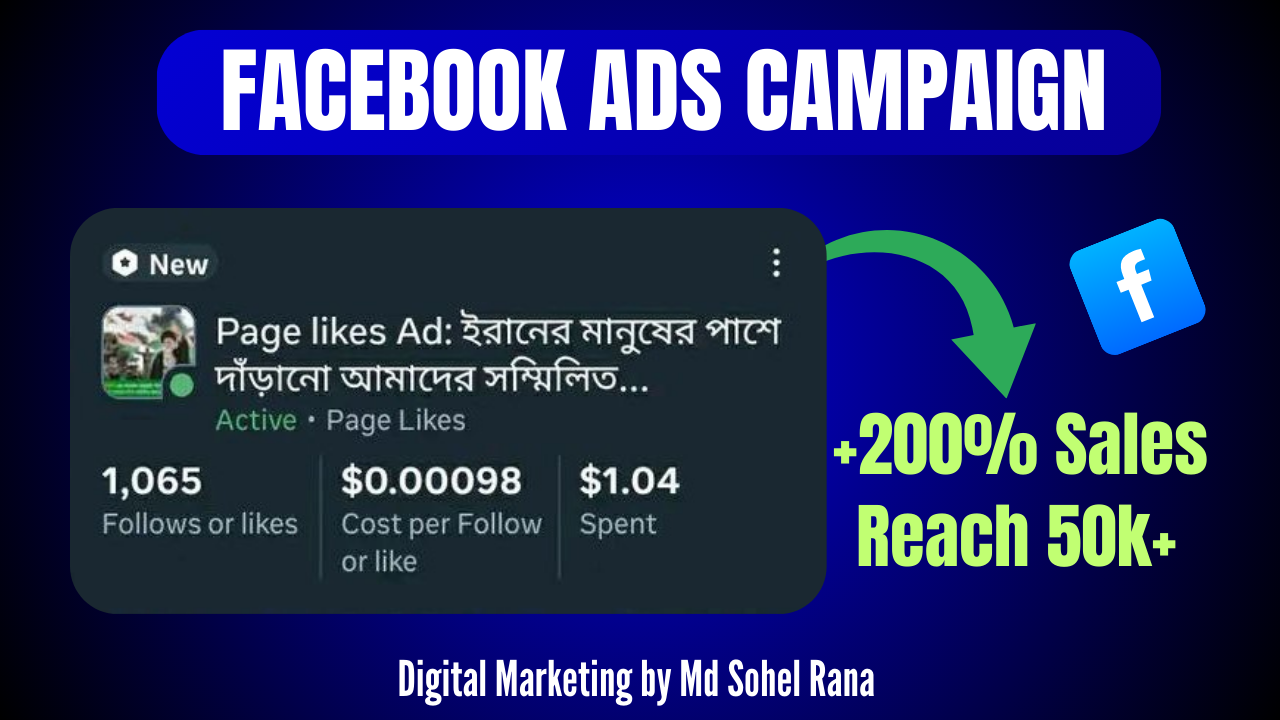 FACEBOOK ADS CAMPAIGN
New
Page likes Ad: ইরানের মানুষের পাশে
দাঁড়ানো আমাদের সম্মিলিত...
Active • Page Likes
1,065
Follows or likes
$0.00098
Cost per Follow
or like
$1.04
Spent
+200% Sales
Reach 50k+
Digital Marketing by Md Sohel Rana